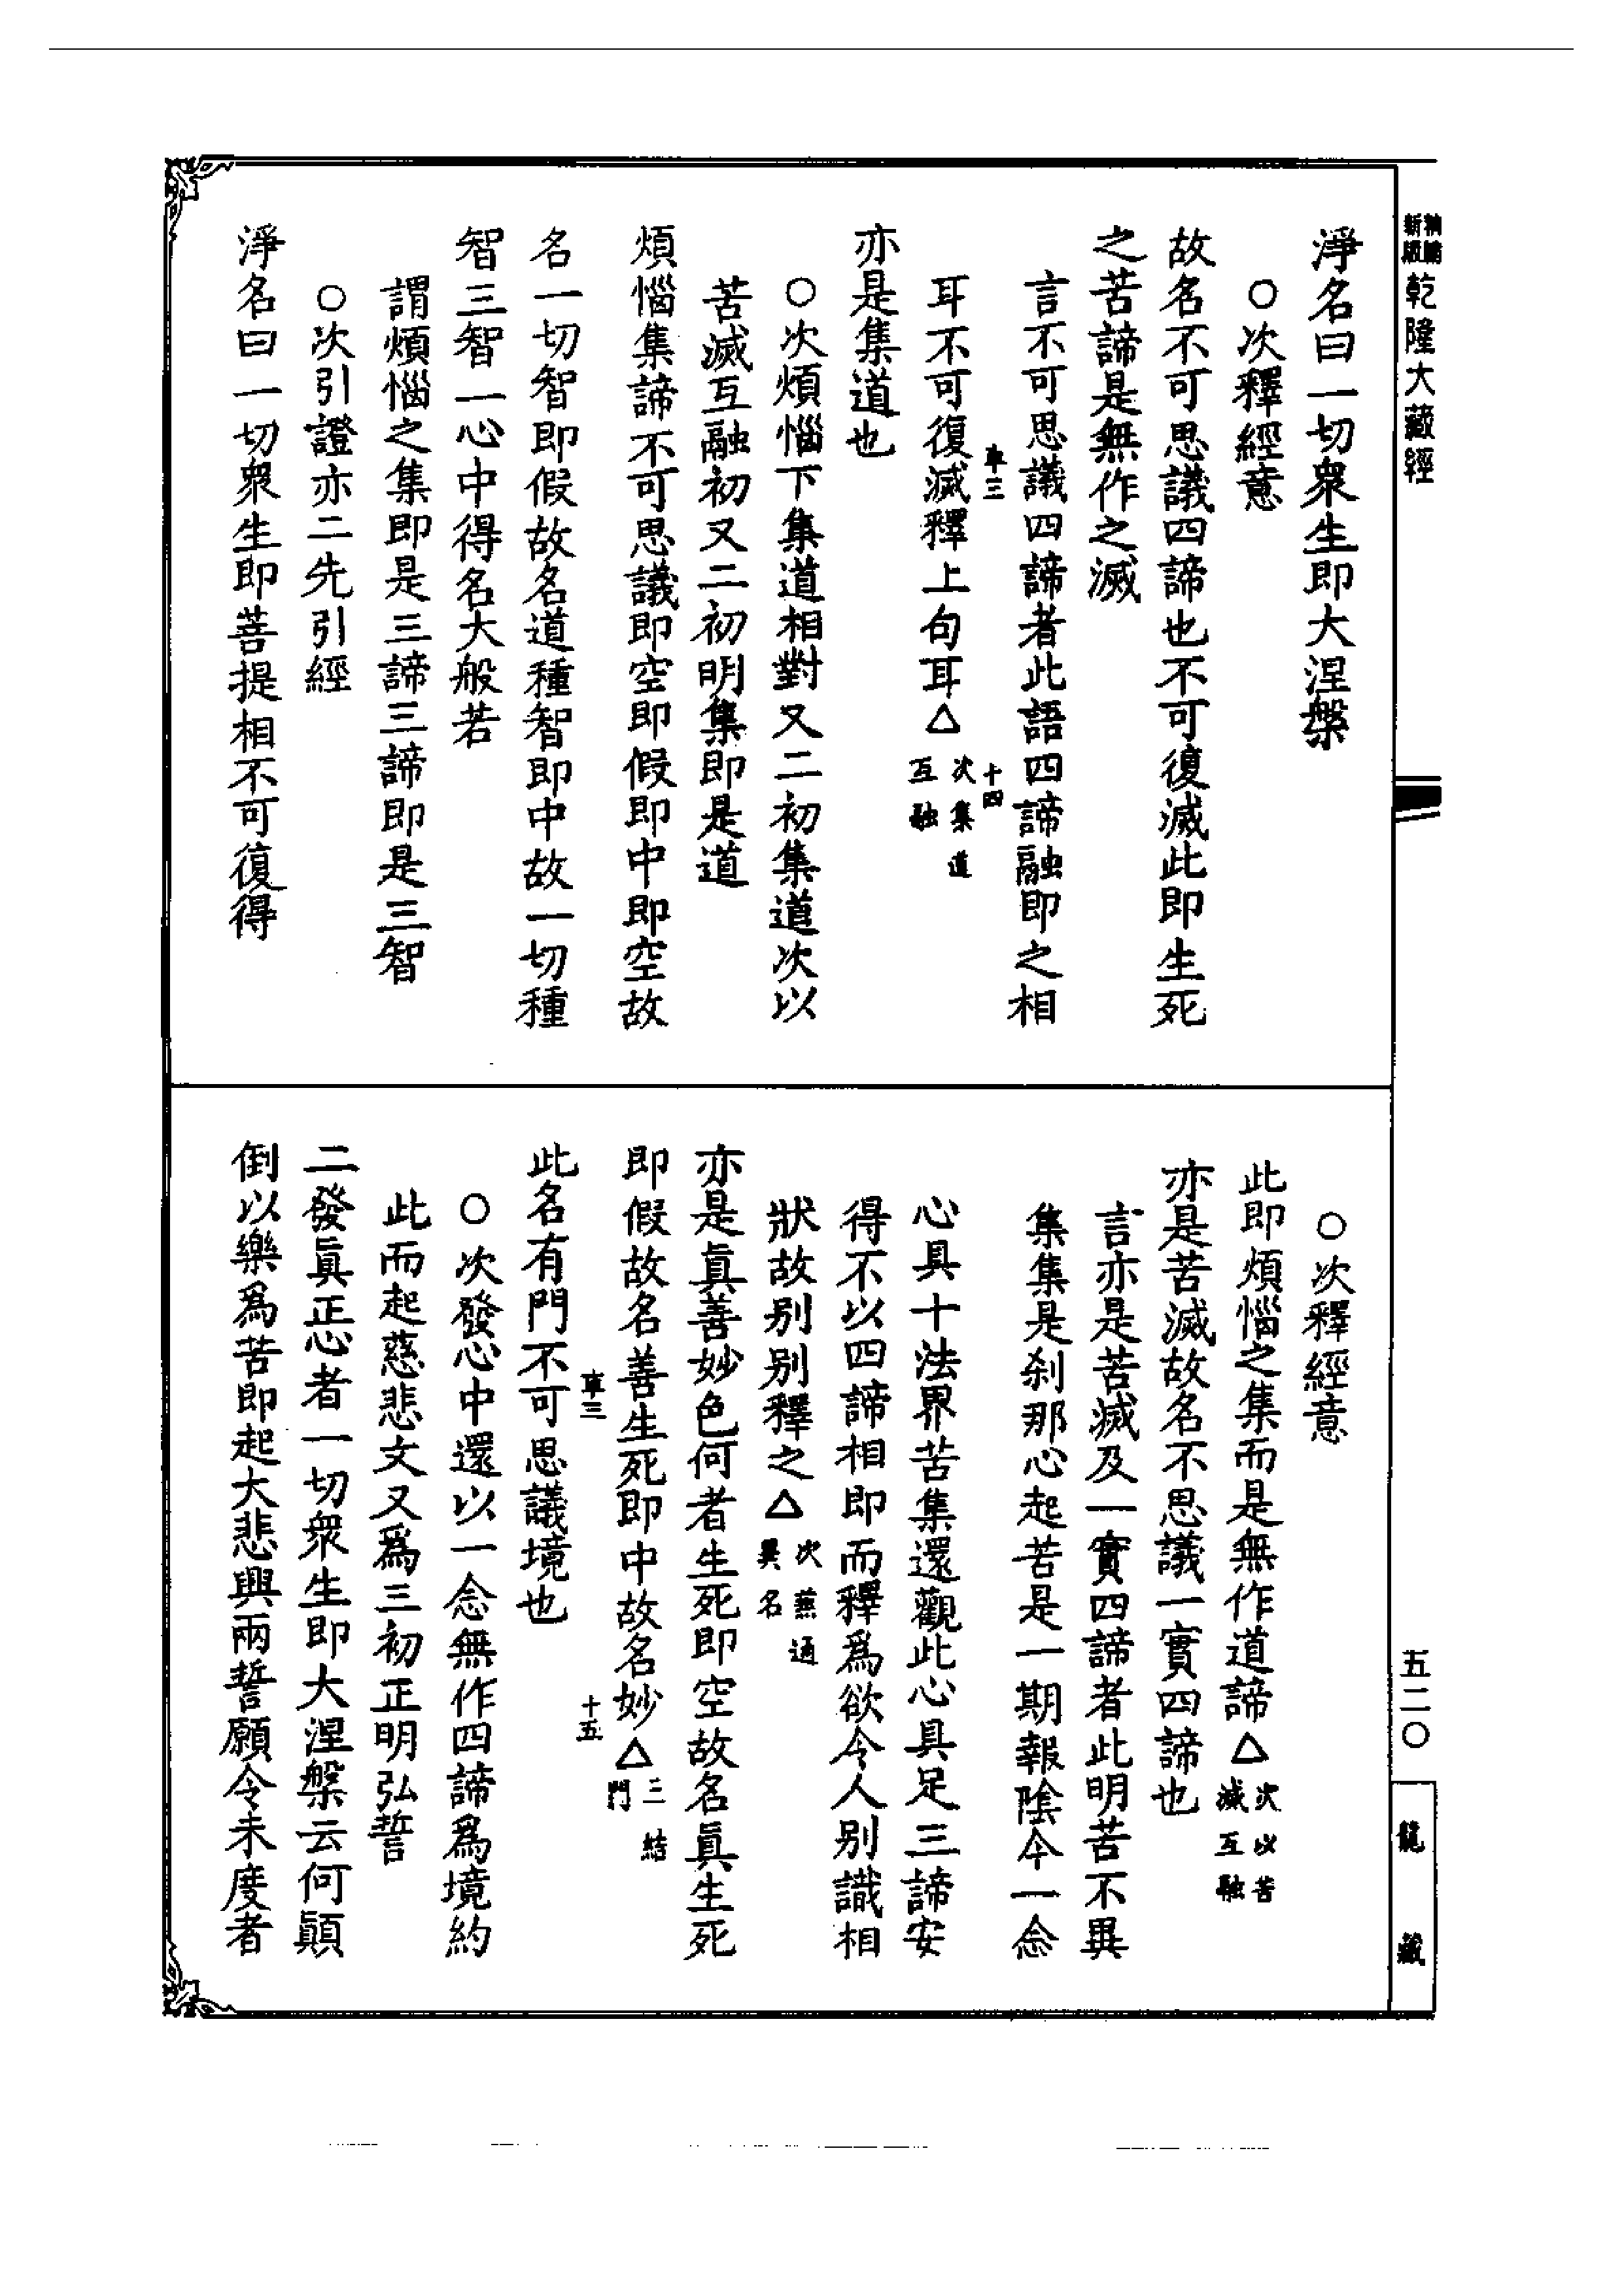 新版 精縮 乾隆大藏經
淨名曰一切衆生即大涅槃
○次釋經意
故名不可思議四諦也不可復滅此即生死
之苦諦是無作之滅
言不可思議四諦者此語四諦融即之相
車三 十四
耳不可復滅釋上句耳△次集道互融
亦是集道也
○次煩惱下集道相對又二初集道次以
苦滅互融初又二初明集即是道
煩惱集諦不可思議即空即假即中即空故
名一切智即假故名道種智即中故一切種
智三智一心中得名大般若
謂煩惱之集即是三諦三諦即是三智
○次引證亦二先引經
淨名曰一切衆生即菩提相不可復得
○次釋經意
此即煩惱之集而是無作道諦△次以苦滅互融
亦是苦滅故名不思議一實四諦也
言亦是苦滅及一實四諦者此明苦不異
集集是刹那心起苦是一期報陰今一念
心具十法界苦集還觀此心具足三諦安
得不以四諦相即而釋爲欲令人別識相
狀故別別釋之△次兼通異名
亦是眞善妙色何者生死即空故名眞生死
即假故名善生死即中故名妙△三結門
車三 十五
此名有門不可思議境也
○次發心中還以一念無作四諦爲境約
此而起慈悲文又爲三初正明弘誓
二發眞正心者一切衆生即大涅槃云何顚
倒以樂爲苦即起大悲興兩誓願令未度者
五二〇
龍藏